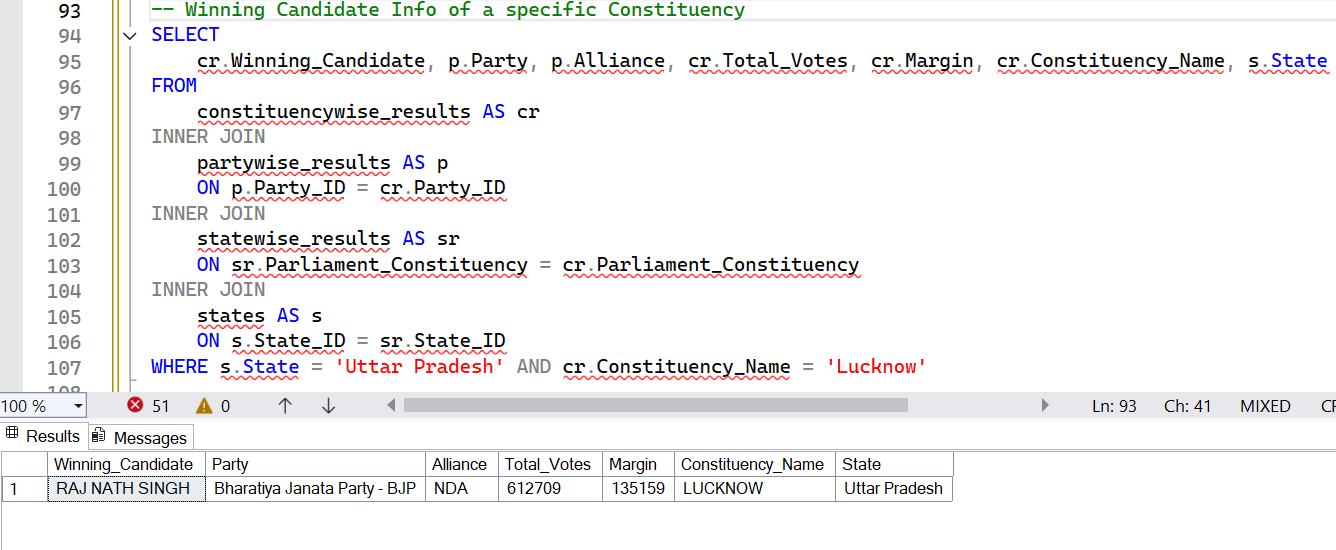 93 -- Winning Candidate Info of a specific Constituency
94 SELECT
95 cr.Winning_Candidate, p.Party, p.Alliance, cr.Total_Votes, cr.Margin, cr.Constituency_Name, s.State
96 FROM
97 constituencywise_results AS cr
98 INNER JOIN
99 partywise_results AS p
100 ON p.Party_ID = cr.Party_ID
101 INNER JOIN
102 statewise_results AS sr
103 ON sr.Parliament_Constituency = cr.Parliament_Constituency
104 INNER JOIN
105 states AS s
106 ON s.State_ID = sr.State_ID
107 WHERE s.State = 'Uttar Pradesh' AND cr.Constituency_Name = 'Lucknow'
108
100 % 51 0 Ln: 93 Ch: 41 MIXED
Results Messages
Winning_Candidate Party Alliance Total_Votes Margin Constituency_Name State
1 RAJ NATH SINGH Bharatiya Janata Party - BJP NDA 612709 135159 LUCKNOW Uttar Pradesh